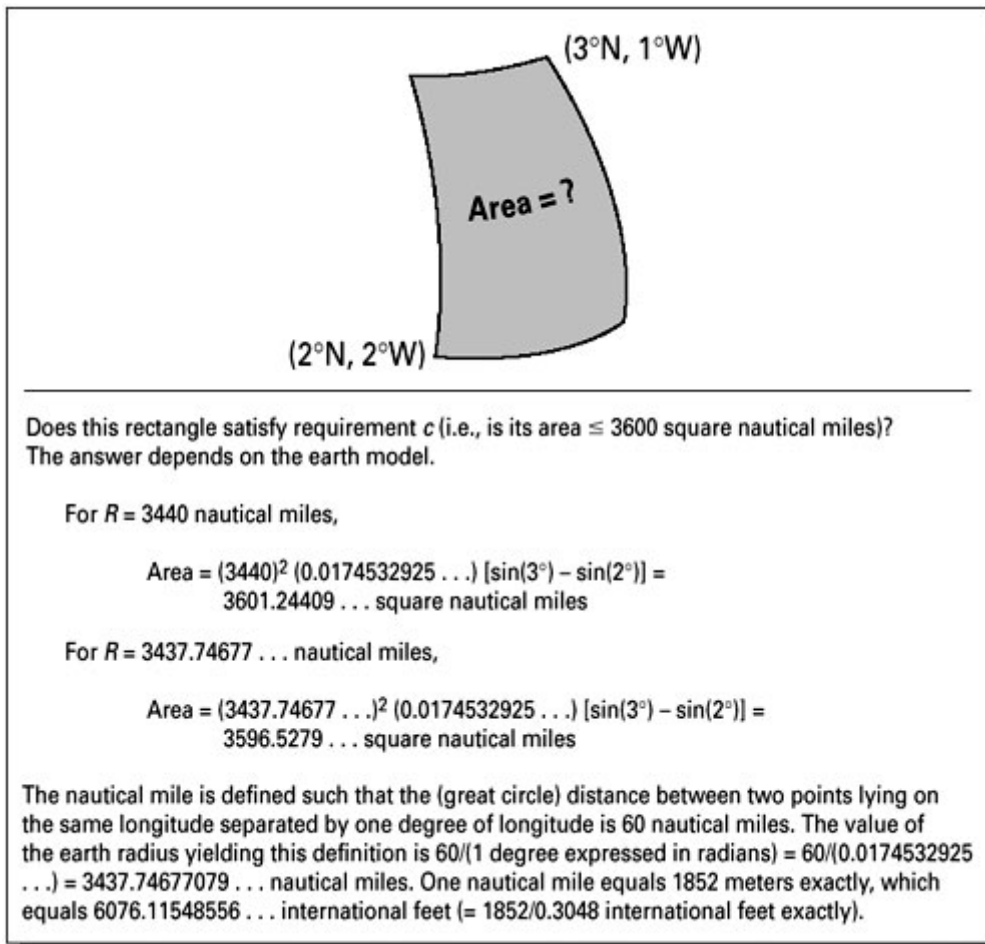 (3°N, 1°W)
Area = ?
(2°N, 2°W)
Does this rectangle satisfy requirement c (i.e., is its area ≤ 3600 square nautical miles)?
The answer depends on the earth model.
For R = 3440 nautical miles,
Area = (3440)² (0.0174532925 . . .) [sin(3°) – sin(2°)] =
3601.24409 . . . square nautical miles
For R = 3437.74677 . . . nautical miles,
Area = (3437.74677 . . .)² (0.0174532925 . . .) [sin(3°) – sin(2°)] =
3596.5279 . . . square nautical miles
The nautical mile is defined such that the (great circle) distance between two points lying on
the same longitude separated by one degree of longitude is 60 nautical miles. The value of
the earth radius yielding this definition is 60/(1 degree expressed in radians) = 60/(0.0174532925
. . .) = 3437.74677079 . . . nautical miles. One nautical mile equals 1852 meters exactly, which
equals 6076.11548556 . . . international feet (= 1852/0.3048 international feet exactly).